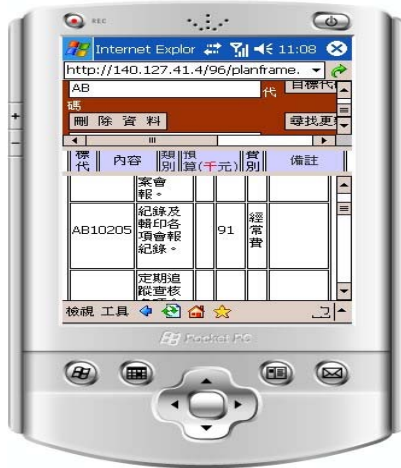 REC
Internet Explor 11:08
http://140.127.41.4/96/planframe.
AB
代 目標代
碼
刪 除 資 料 尋找更
標代 內容 類別 預算(千元) 費別 備註
案會報。
AB10205 紀錄及輯印各項會報紀錄。 91 經常費
定期追蹤查核
檢視 工具
Pocket PC